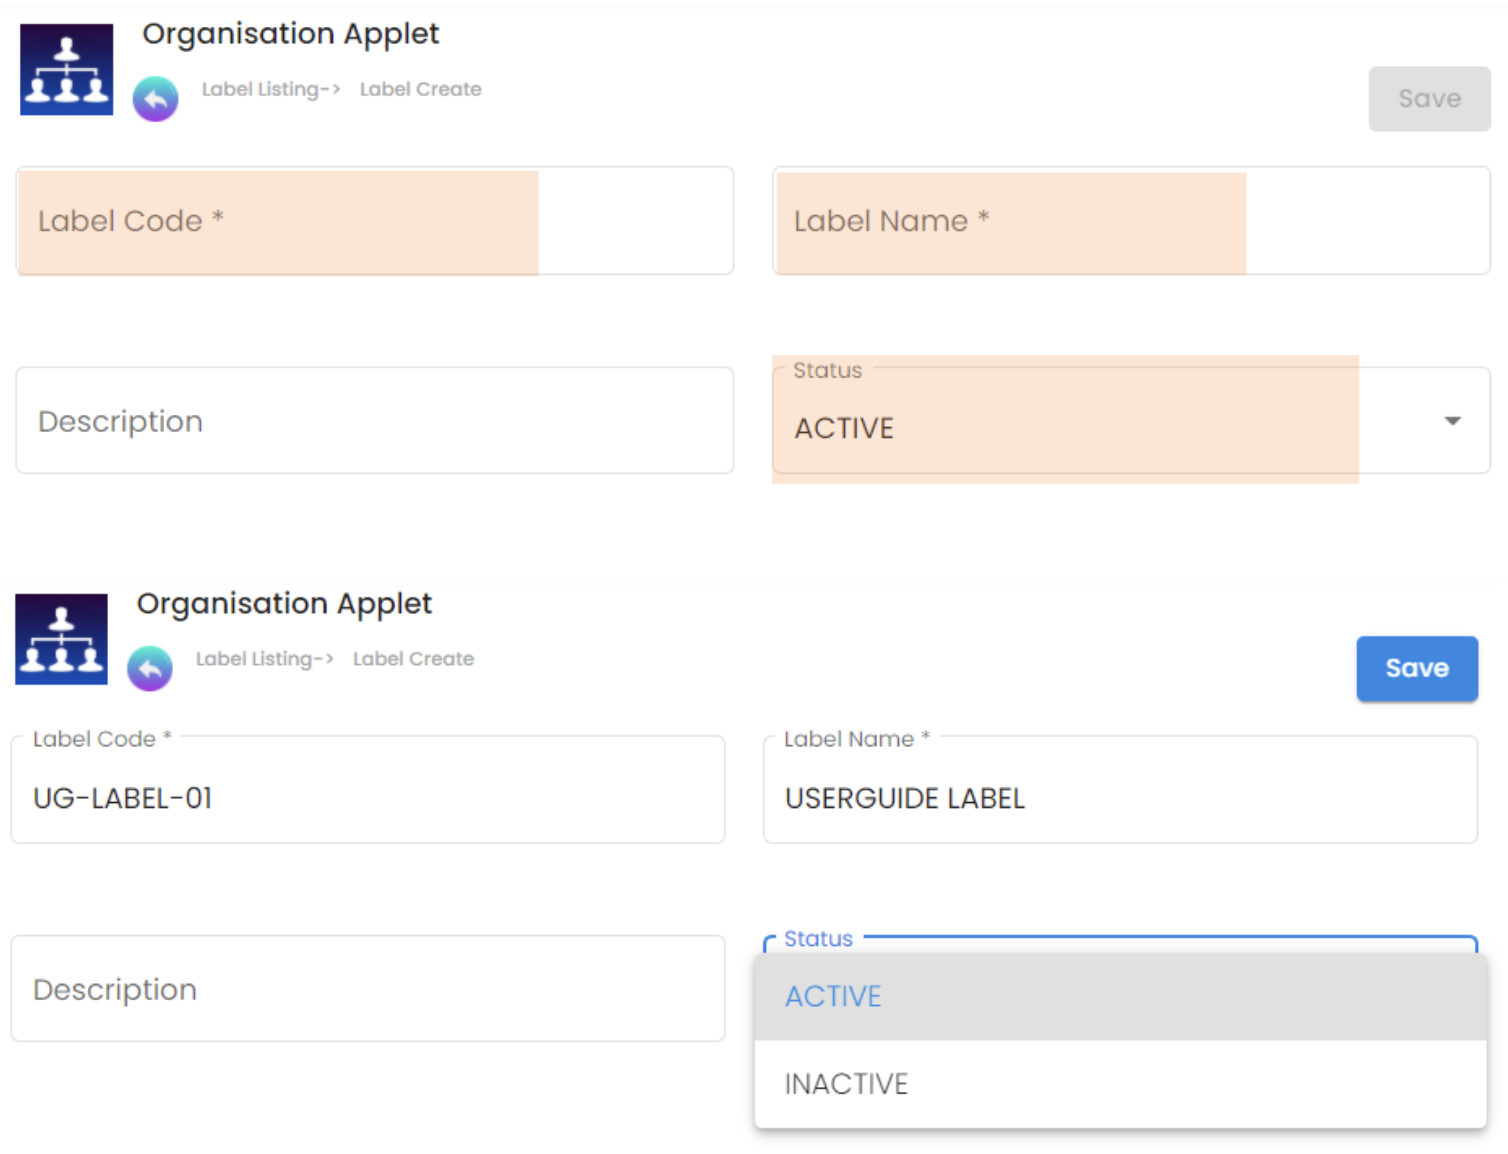 Organisation Applet
Label Listing-> Label Create
Save
Label Code *
Label Name *
Description
Status
ACTIVE
Organisation Applet
Label Listing-> Label Create
Save
Label Code *
UG-LABEL-01
Label Name *
USERGUIDE LABEL
Description
Status
ACTIVE
INACTIVE